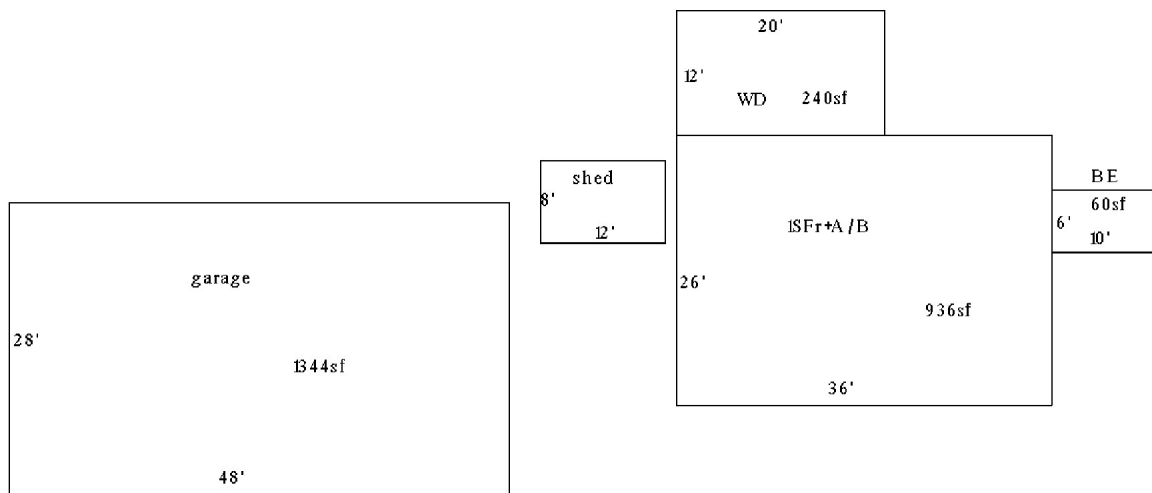 20'
12'
WD 240sf
shed
8'
12'
BE
60sf
6'
10'
1SFr+A/B
26'
936sf
36'
garage
28'
1344sf
48'